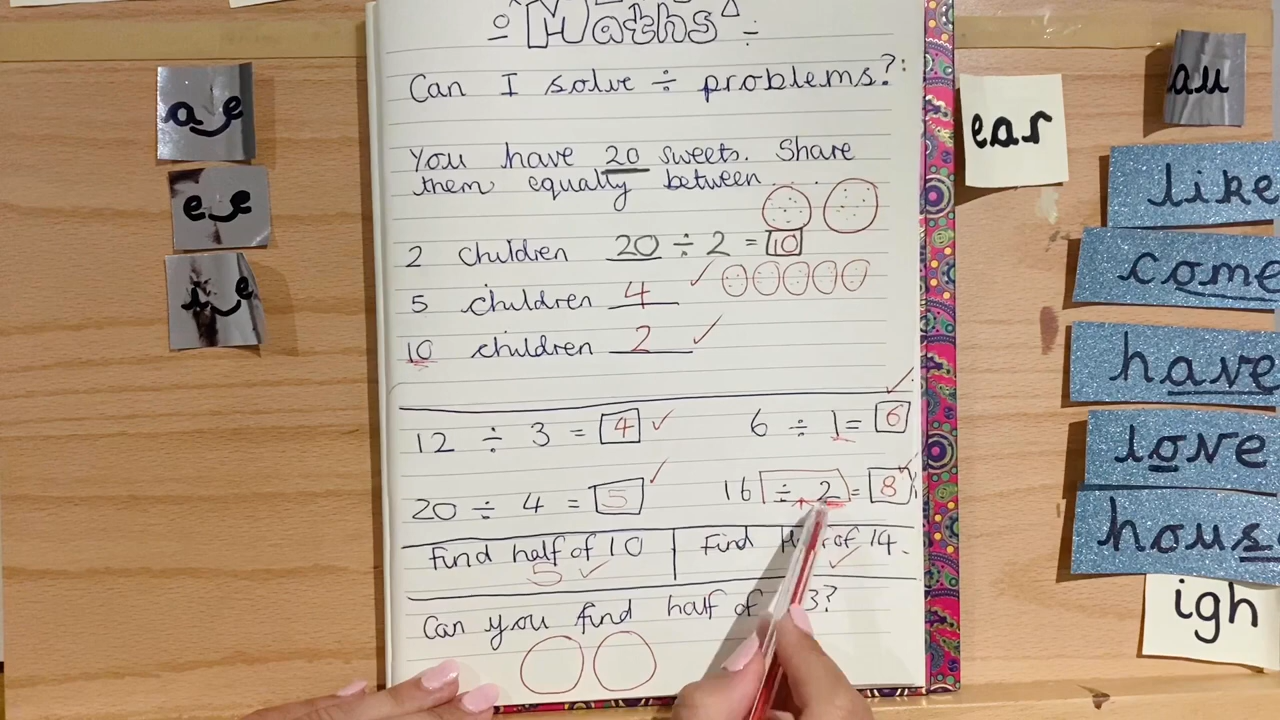 Maths
Can I solve ÷ problems?
You have 20 sweets. Share
them equally between....
2 children 20 ÷ 2 = 10
5 children 4
10 children 2
12 ÷ 3 = 4
6 ÷ 1 = 6
20 ÷ 4 = 5
16 ÷ 2 = 8
Find half of 10
5
Find of 14.
Can you find half of 3?
a_e
e_e
e
ear
au
like
come
have
love
house
igh